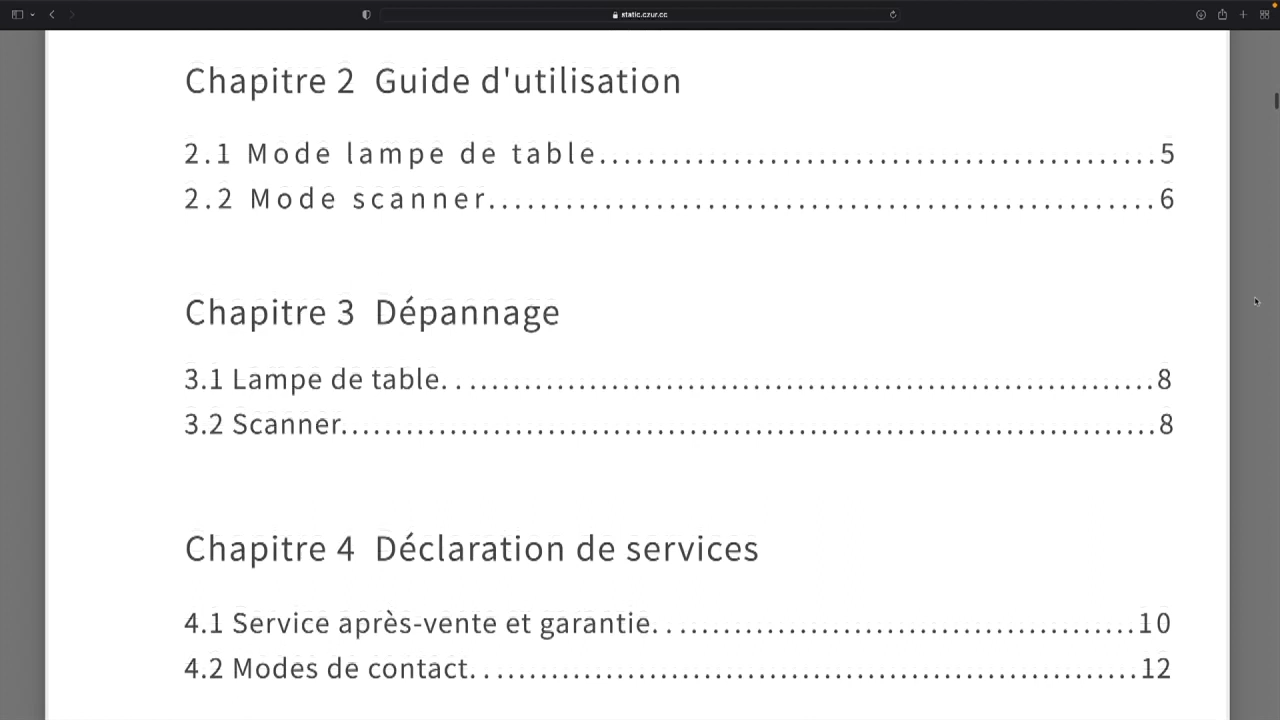 static.czur.cc
Chapitre 2 Guide d'utilisation
2.1 Mode lampe de table..........................................5
2.2 Mode scanner..................................................6
Chapitre 3 Dépannage
3.1 Lampe de table..................................................8
3.2 Scanner..........................................................8
Chapitre 4 Déclaration de services
4.1 Service après-vente et garantie....................................10
4.2 Modes de contact..................................................12